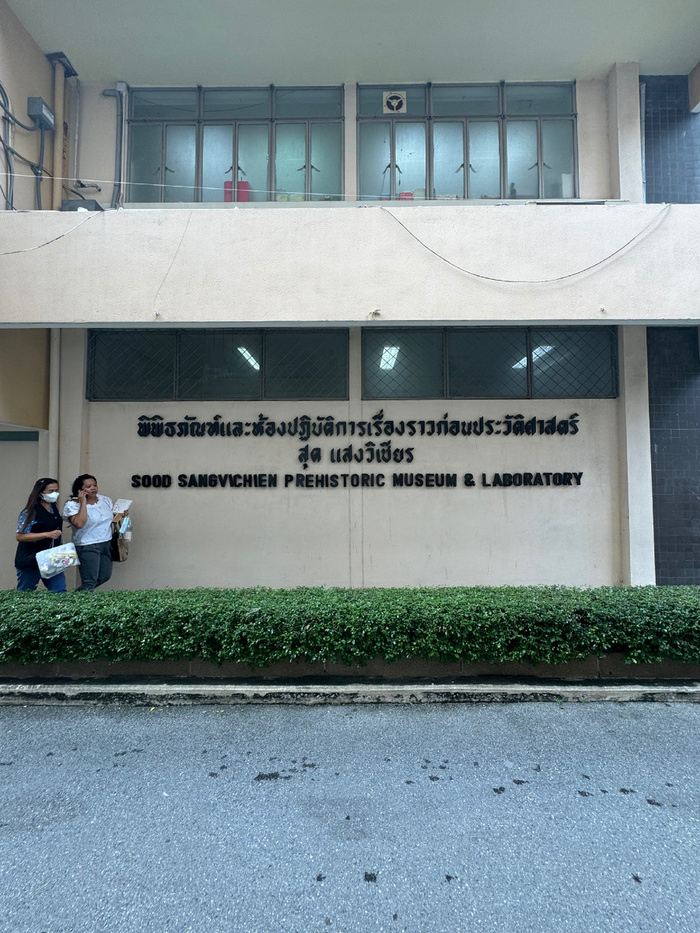 พิพิธภัณฑ์และห้องปฏิบัติการเรื่องราวก่อนประวัติศาสตร์
สุด แสงวิเชียร
SOOD SANGVICHIEN PREHISTORIC MUSEUM & LABORATORY